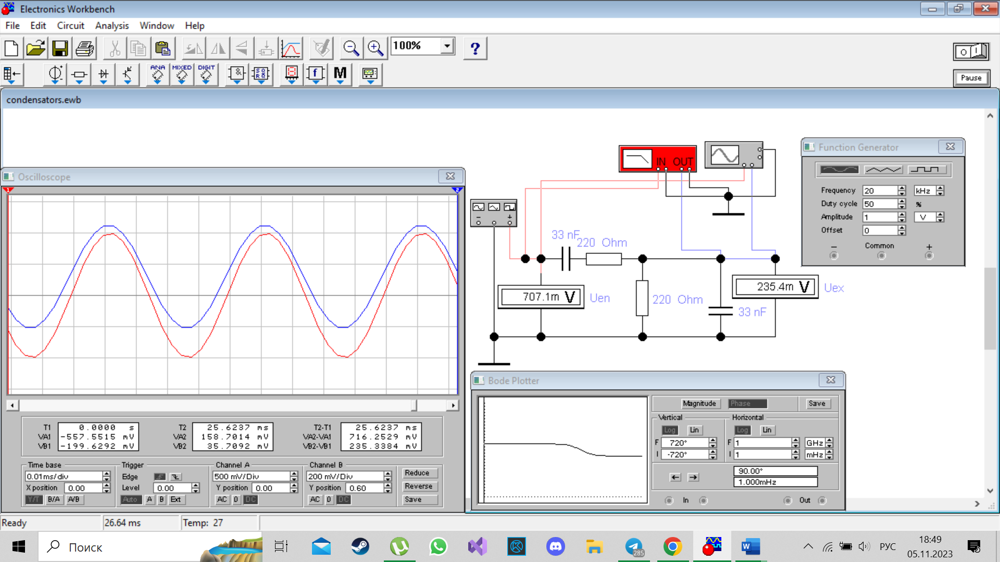 Electronics Workbench
File Edit Circuit Analysis Window Help
100%
?
ANA MIXED DIGIT
f M
Pause
condensators.ewb
Oscilloscope
1 2
T1 0.0000 s
VA1 -557.5515 mV
VB1 -199.6292 mV
T2 25.6237 ms
VA2 158.7014 mV
VB2 35.7092 mV
T2-T1 25.6237 ms
VA2-VA1 716.2529 mV
VB2-VB1 235.3384 mV
Time base
0.01ms/div
X position 0.00
Y/T B/A A/B
Trigger
Edge
Level 0.00
Auto A B Ext
Channel A
500 mV/Div
Y position 0.00
AC 0 DC
Channel B
200 mV/Div
Y position 0.60
AC 0 DC
Reduce
Reverse
Save
IN OUT
33 nF
220 Ohm
707.1m V Uen
220 Ohm
235.4m V Uex
33 nF
Function Generator
Frequency 20 kHz
Duty cycle 50 %
Amplitude 1 V
Offset 0
Common
Bode Plotter
Magnitude Phase Save
Vertical Horizontal
Log Lin Log Lin
F 720° F 1 GHz
I -720° I 1 mHz
90.00°
1.000mHz
In Out
Ready 26.64 ms Temp: 27
Поиск
285
РУС
18:49
05.11.2023